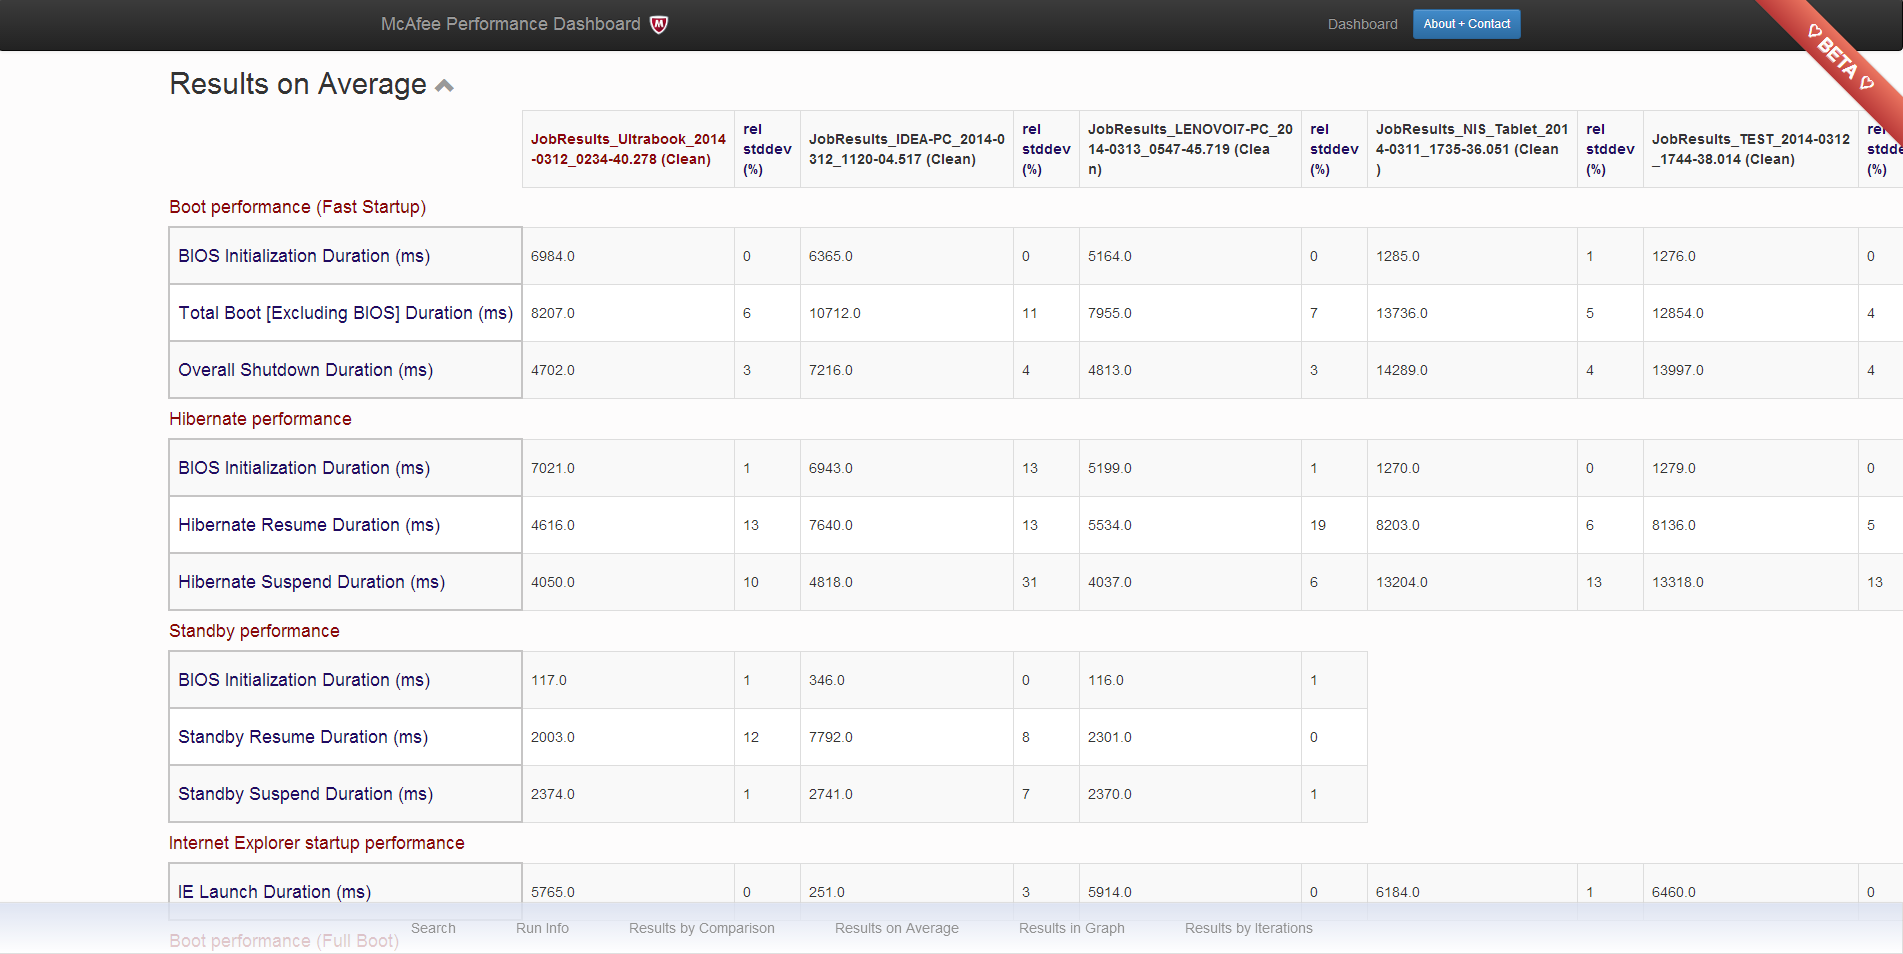 McAfee Performance Dashboard
Dashboard
About + Contact
♡ BETA ♡
Results on Average
JobResults_Ultrabook_2014
-0312_0234-40.278 (Clean)
rel
stddev
(%)
JobResults_IDEA-PC_2014-0
312_1120-04.517 (Clean)
rel
stddev
(%)
JobResults_LENOVOI7-PC_20
14-0313_0547-45.719 (Clea
n)
rel
stddev
(%)
JobResults_NIS_Tablet_201
4-0311_1735-36.051 (Clean
)
rel
stddev
(%)
JobResults_TEST_2014-0312
_1744-38.014 (Clean)
(%)
Boot performance (Fast Startup)
BIOS Initialization Duration (ms) 6984.0 0 6365.0 0 5164.0 0 1285.0 1 1276.0 0
Total Boot [Excluding BIOS] Duration (ms) 8207.0 6 10712.0 11 7955.0 7 13736.0 5 12854.0 4
Overall Shutdown Duration (ms) 4702.0 3 7216.0 4 4813.0 3 14289.0 4 13997.0 4
Hibernate performance
BIOS Initialization Duration (ms) 7021.0 1 6943.0 13 5199.0 1 1270.0 0 1279.0 0
Hibernate Resume Duration (ms) 4616.0 13 7640.0 13 5534.0 19 8203.0 6 8136.0 5
Hibernate Suspend Duration (ms) 4050.0 10 4818.0 31 4037.0 6 13204.0 13 13318.0 13
Standby performance
BIOS Initialization Duration (ms) 117.0 1 346.0 0 116.0 1
Standby Resume Duration (ms) 2003.0 12 7792.0 8 2301.0 0
Standby Suspend Duration (ms) 2374.0 1 2741.0 7 2370.0 1
Internet Explorer startup performance
IE Launch Duration (ms) 5765.0 0 251.0 3 5914.0 0 6184.0 1 6460.0 0
Boot performance (Full Boot)
Search
Run Info
Results by Comparison
Results on Average
Results in Graph
Results by Iterations